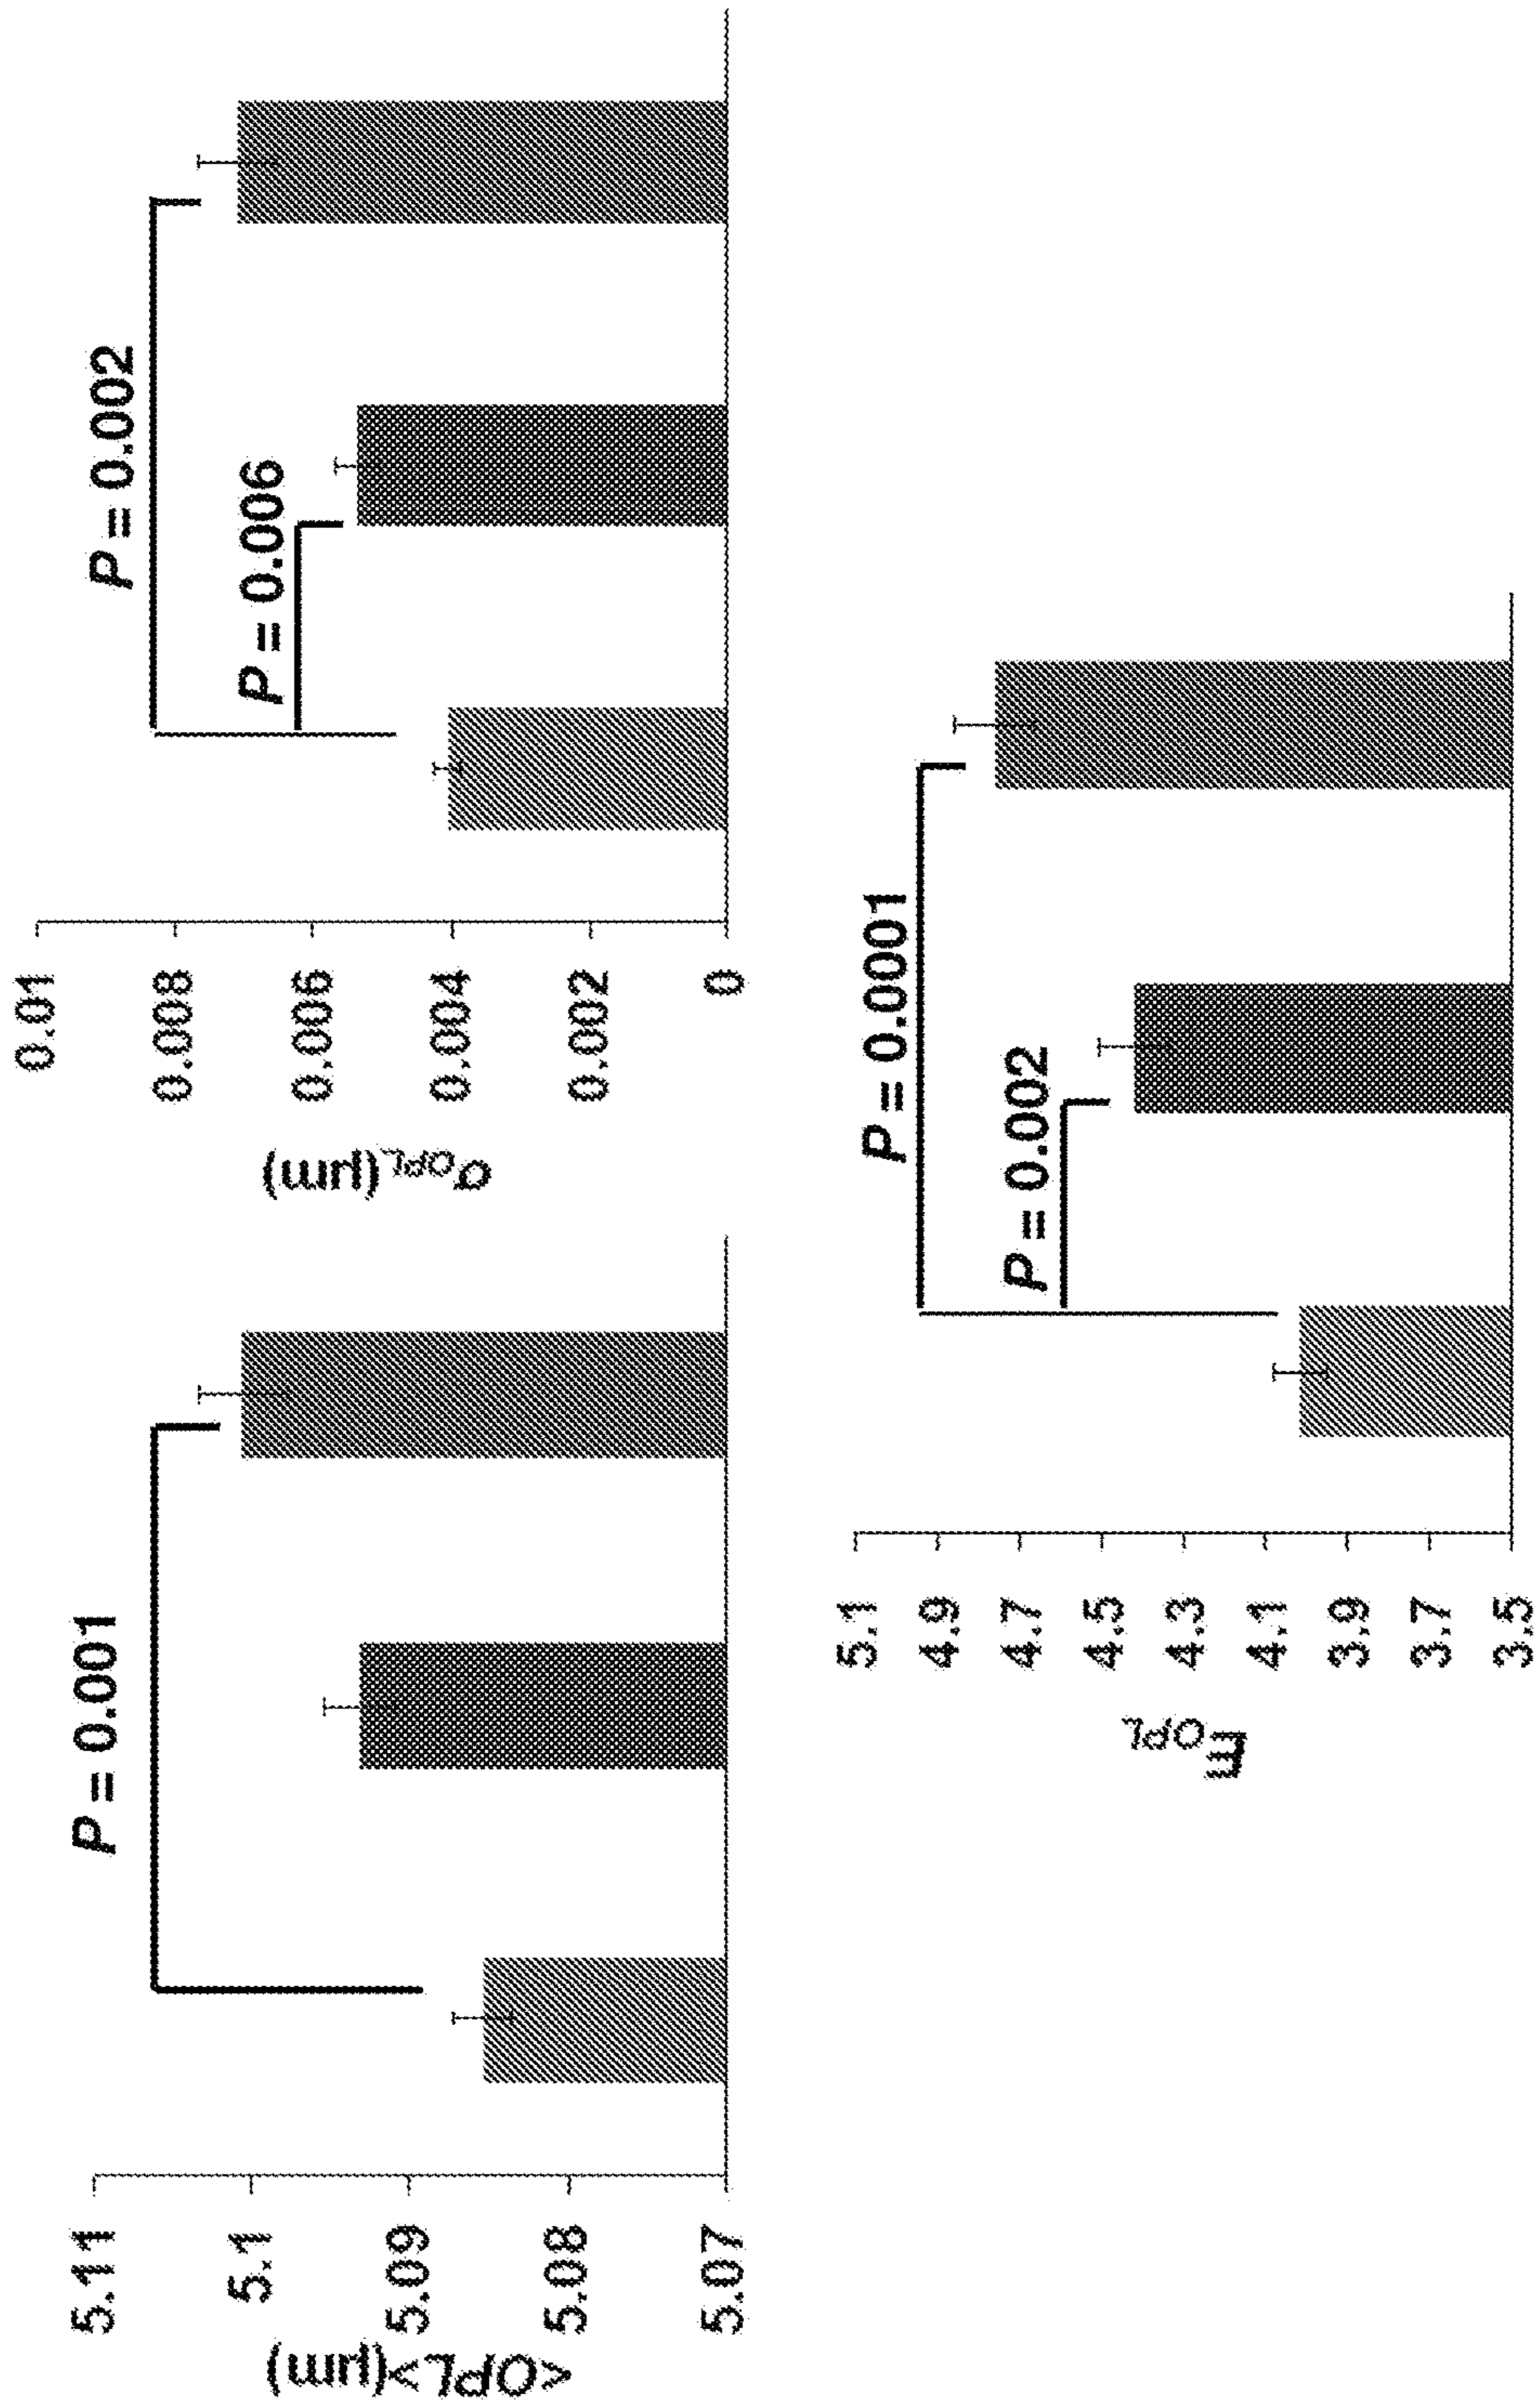 <OPL>(µm)
5.11
5.1
5.09
5.08
5.07
P = 0.001
σOPL(µm)
0.01
0.008
0.006
0.004
0.002
0
P = 0.002
P = 0.006
EOPL
5.1
4.9
4.7
4.5
4.3
4.1
3.9
3.7
3.5
P = 0.0001
P = 0.002